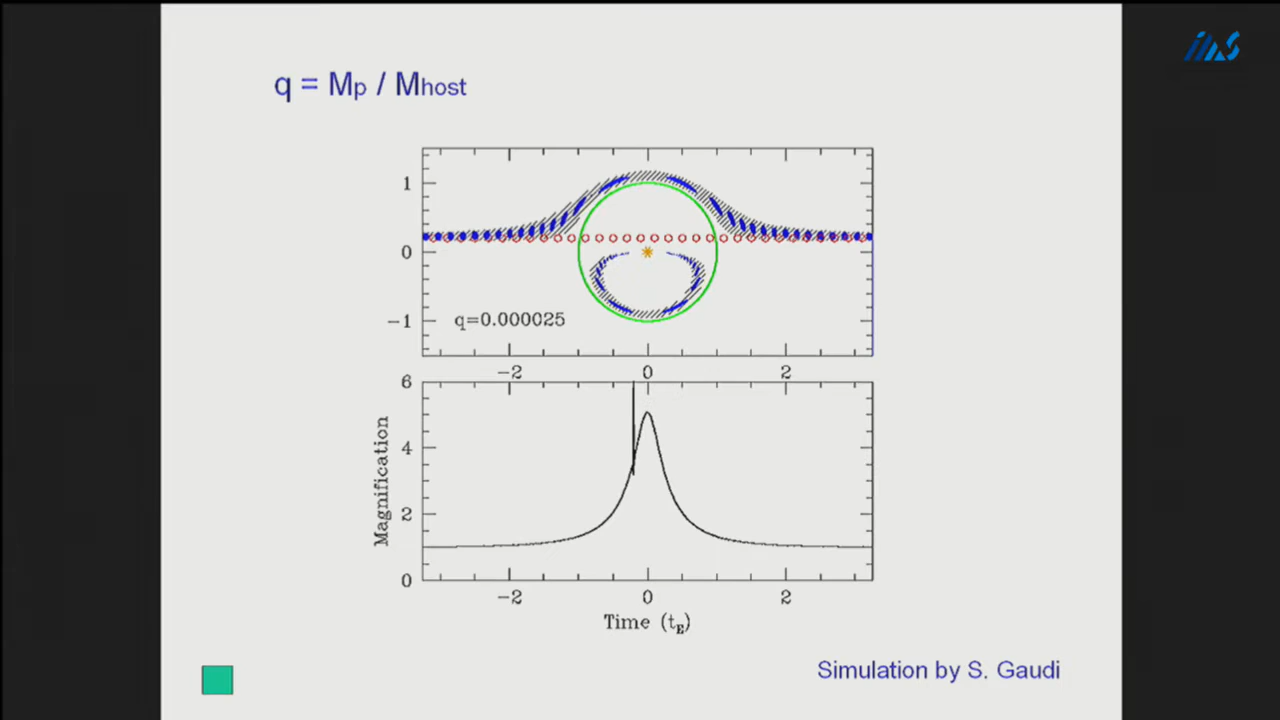 q = Mp / Mhost
1
0
−1
q=0.000025
−2 0 2
6
4
2
0
Magnification
−2 0 2
Time (tE)
Simulation by S. Gaudi